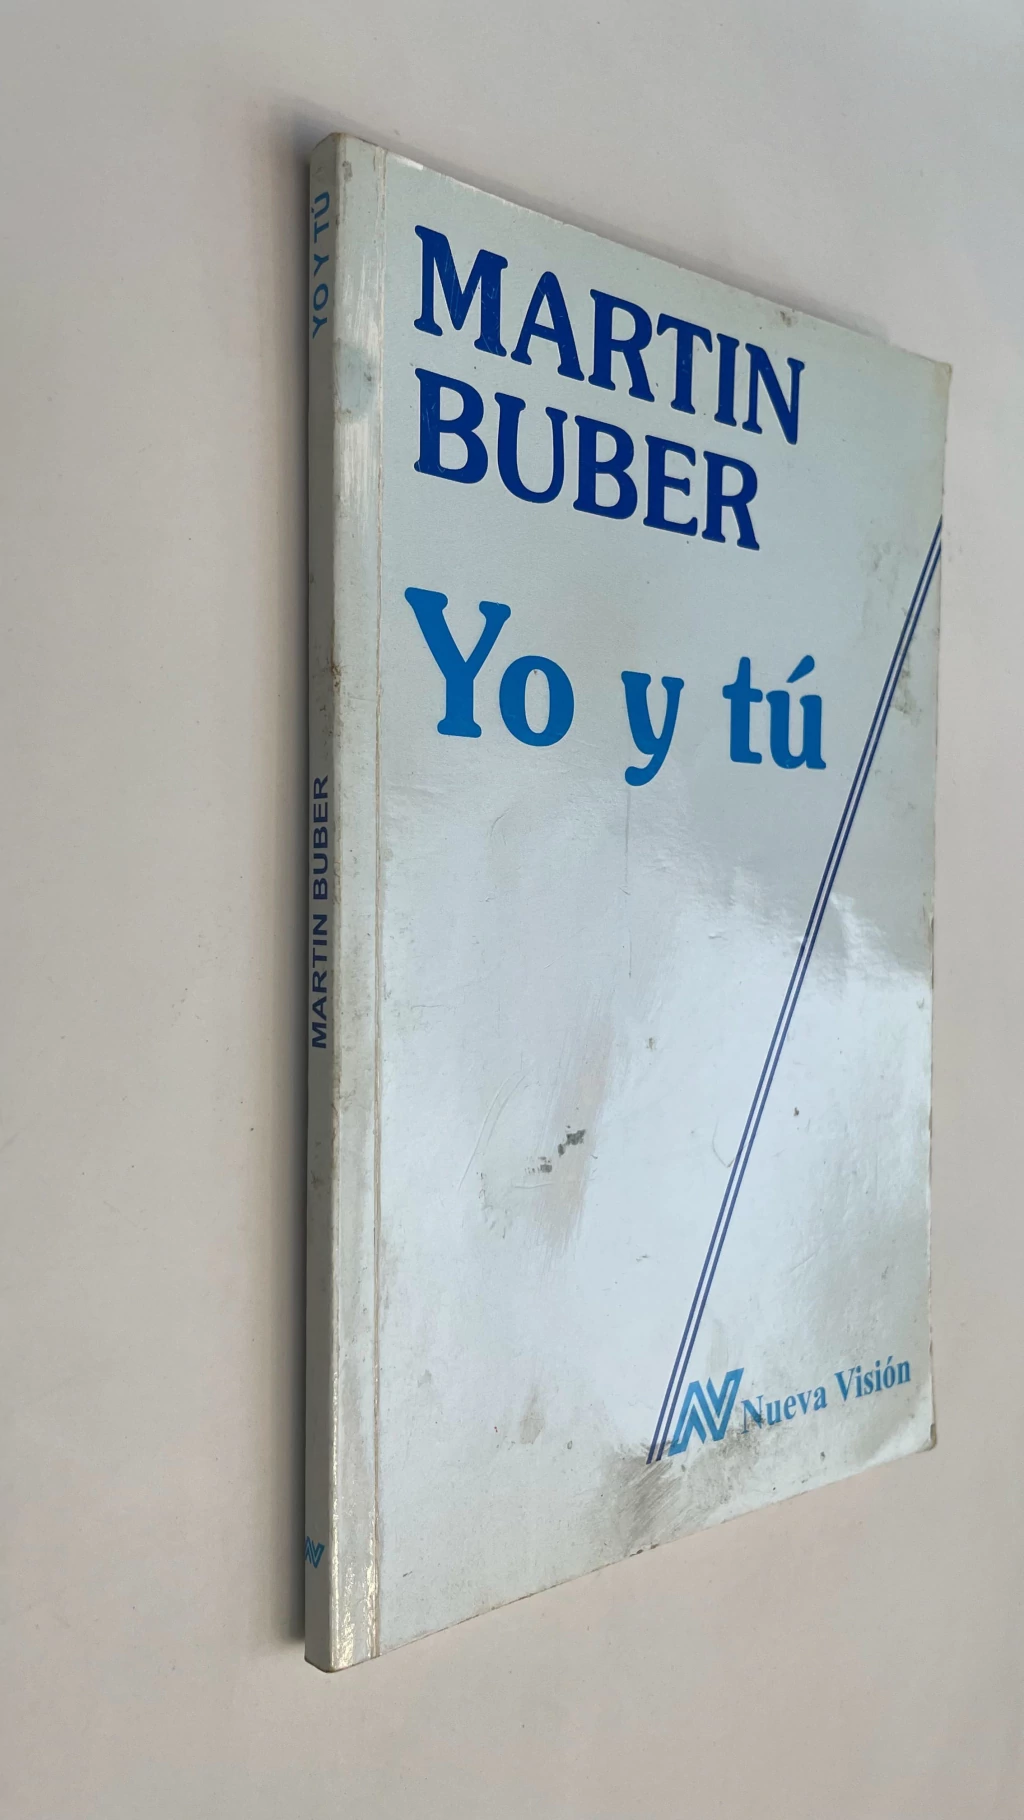 MARTIN
BUBER
Yo y tú
Nueva Visión
YO Y TÚ
MARTIN BUBER